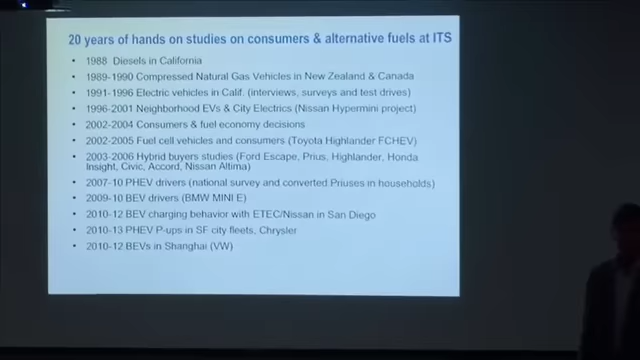 20 years of hands on studies on consumers & alternative fuels at ITS
• 1988 Diesels in California
• 1989-1990 Compressed Natural Gas Vehicles in New Zealand & Canada
• 1991-1996 Electric vehicles in Calif. (interviews, surveys and test drives)
• 1996-2001 Neighborhood EVs & City Electrics (Nissan Hypermini project)
• 2002-2004 Consumers & fuel economy decisions
• 2002-2005 Fuel cell vehicles and consumers (Toyota Highlander FCHEV)
• 2003-2006 Hybrid buyers studies (Ford Escape, Prius, Highlander, Honda
Insight, Civic, Accord, Nissan Altima)
• 2007-10 PHEV drivers (national survey and converted Priuses in households)
• 2009-10 BEV drivers (BMW MINI E)
• 2010-12 BEV charging behavior with ETEC/Nissan in San Diego
• 2010-13 PHEV P-ups in SF city fleets, Chrysler
• 2010-12 BEVs in Shanghai (VW)